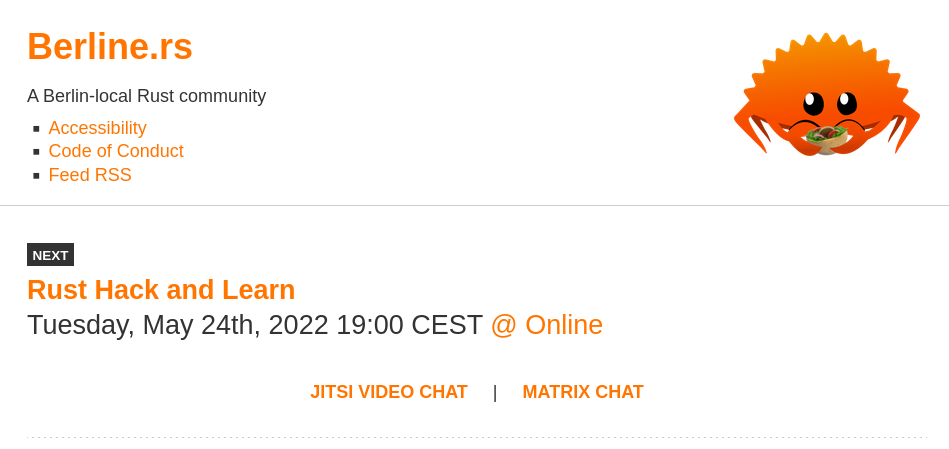 Berline.rs
A Berlin-local Rust community
Accessibility
Code of Conduct
Feed RSS
NEXT
Rust Hack and Learn
Tuesday, May 24th, 2022 19:00 CEST @ Online
JITSI VIDEO CHAT | MATRIX CHAT